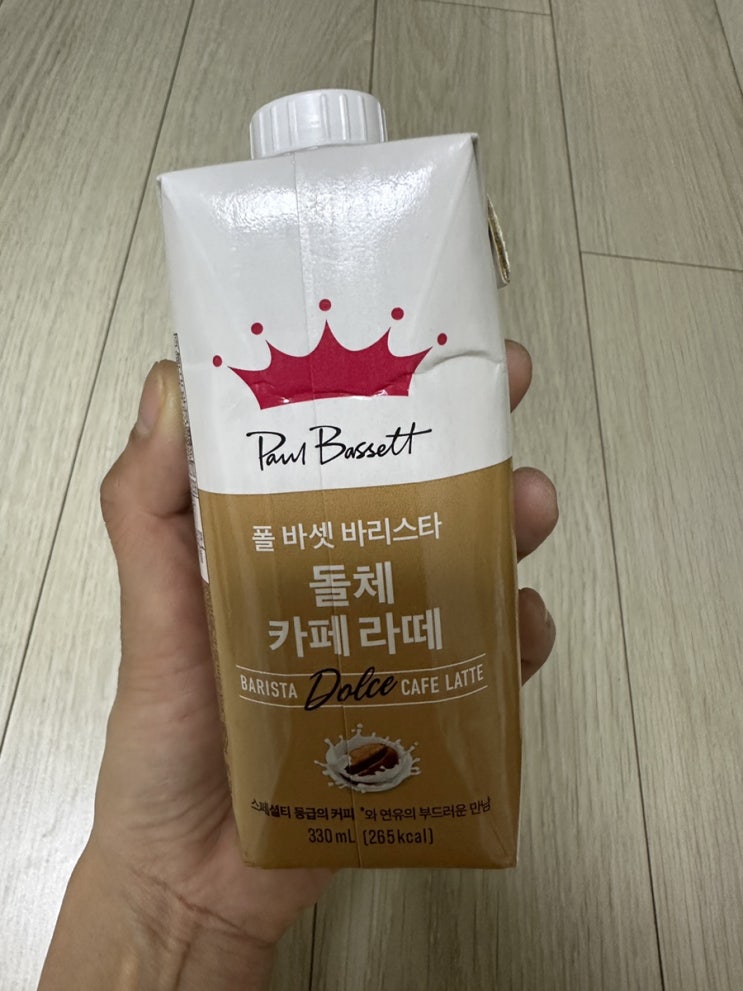 Paul Bassett
폴 바셋 바리스타
돌체
카페 라떼
BARISTA Dolce CAFE LATTE
스페셜티 등급의 커피*와 연유의 부드러운 만남
330 mL (265 kcal)